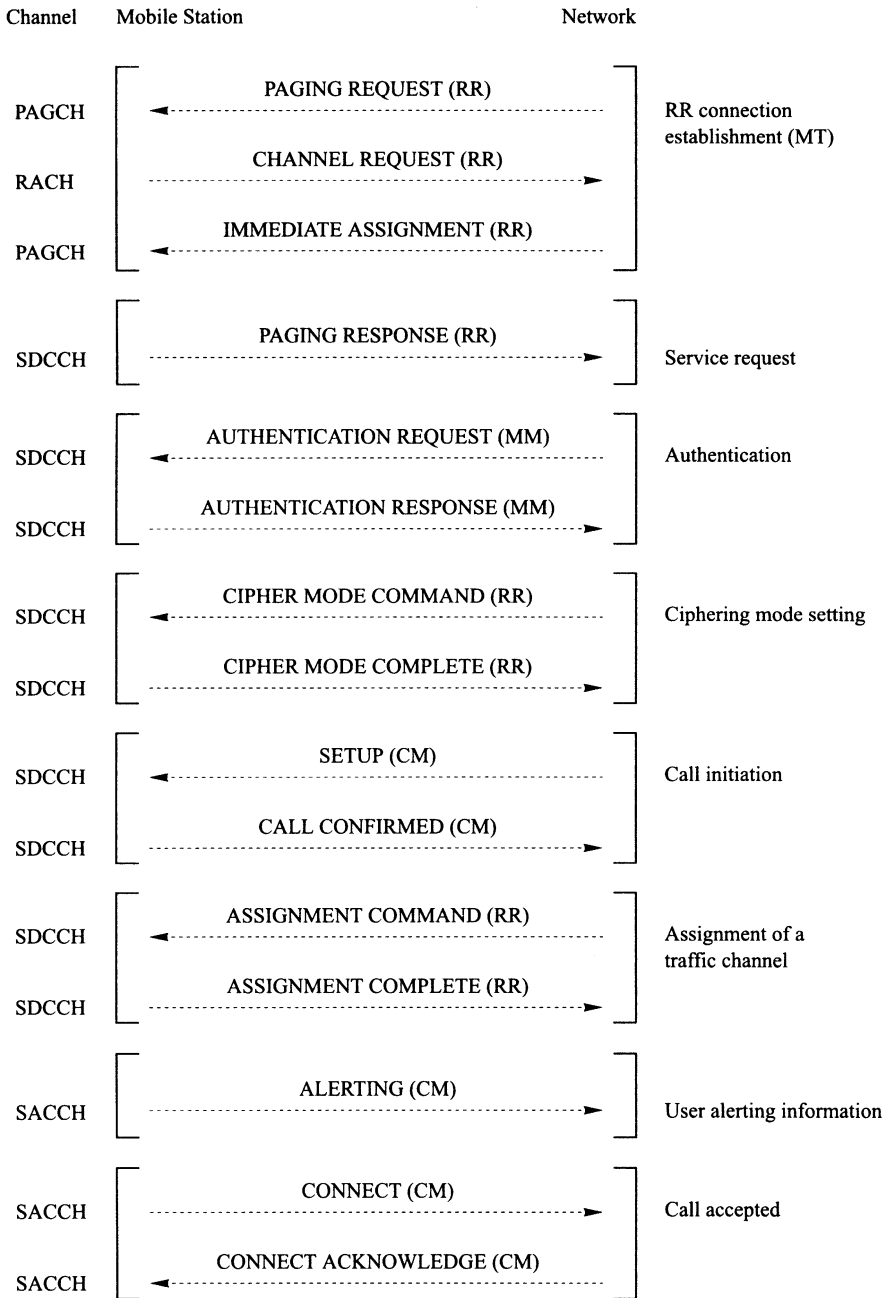 Channel Mobile Station Network
PAGING REQUEST (RR)
PAGCH
RR connection
establishment (MT)
CHANNEL REQUEST (RR)
RACH
IMMEDIATE ASSIGNMENT (RR)
PAGCH
PAGING RESPONSE (RR)
SDCCH
Service request
AUTHENTICATION REQUEST (MM)
SDCCH
Authentication
AUTHENTICATION RESPONSE (MM)
SDCCH
CIPHER MODE COMMAND (RR)
SDCCH
Ciphering mode setting
CIPHER MODE COMPLETE (RR)
SDCCH
SETUP (CM)
SDCCH
Call initiation
CALL CONFIRMED (CM)
SDCCH
ASSIGNMENT COMMAND (RR)
SDCCH
Assignment of a
traffic channel
ASSIGNMENT COMPLETE (RR)
SDCCH
ALERTING (CM)
SACCH
User alerting information
CONNECT (CM)
SACCH
Call accepted
CONNECT ACKNOWLEDGE (CM)
SACCH